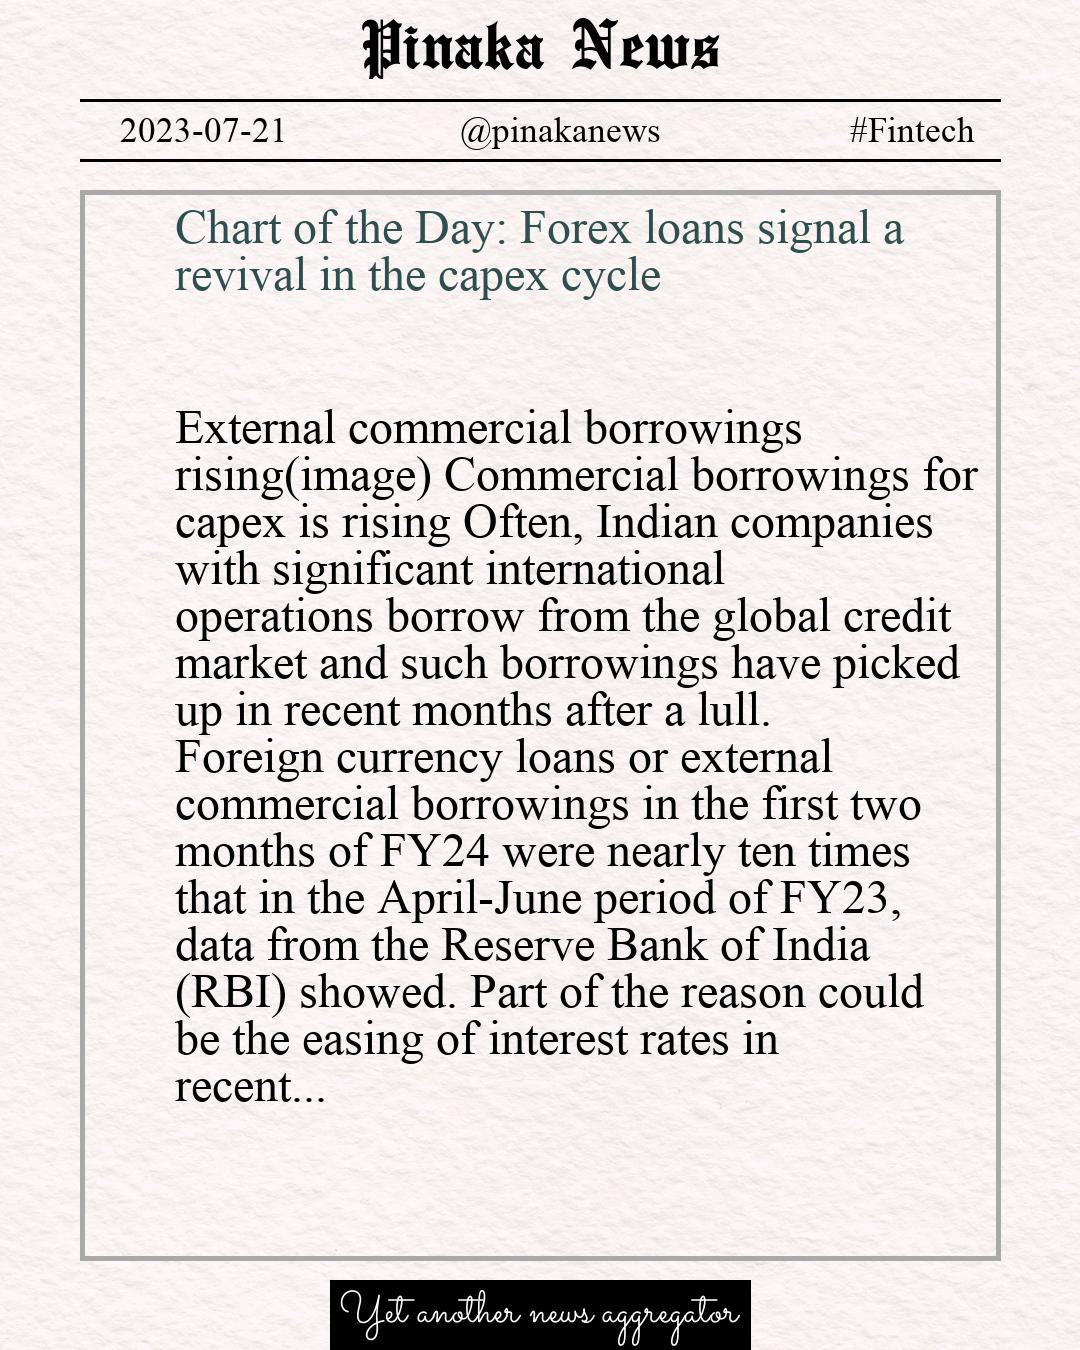 Pinaka News
2023-07-21 @pinakanews #Fintech
Chart of the Day: Forex loans signal a
revival in the capex cycle
External commercial borrowings
rising(image) Commercial borrowings for
capex is rising Often, Indian companies
with significant international
operations borrow from the global credit
market and such borrowings have picked
up in recent months after a lull.
Foreign currency loans or external
commercial borrowings in the first two
months of FY24 were nearly ten times
that in the April-June period of FY23,
data from the Reserve Bank of India
(RBI) showed. Part of the reason could
be the easing of interest rates in
recent...
Yet another news aggregator